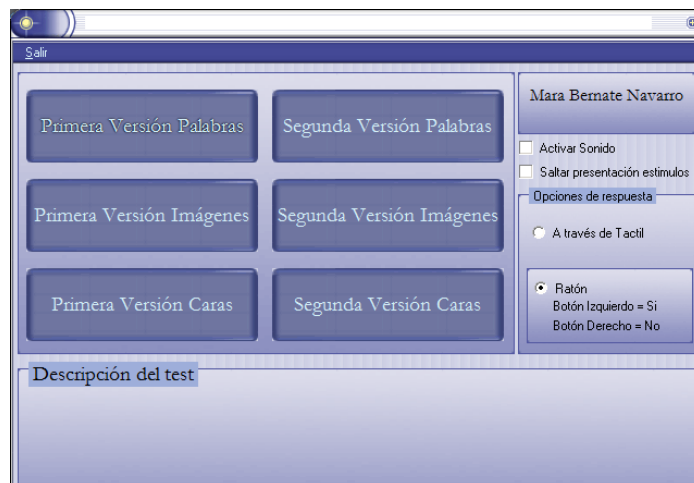 Salir
Primera Versión Palabras
Segunda Versión Palabras
Primera Versión Imágenes
Segunda Versión Imágenes
Primera Versión Caras
Segunda Versión Caras
Mara Bernate Navarro
Activar Sonido
Saltar presentación estimulos
Opciones de respuesta
A través de Tactil
Ratón
Botón Izquierdo = Si
Botón Derecho = No
Descripción del test